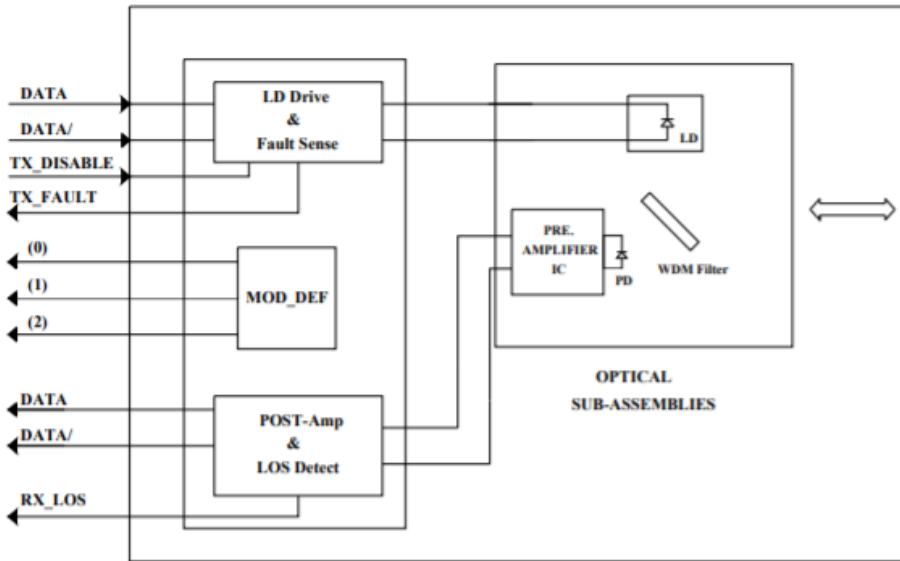 DATA
DATA/
TX_DISABLE
TX_FAULT
(0)
(1)
(2)
DATA
DATA/
RX_LOS
LD Drive
&
Fault Sense
MOD_DEF
POST-Amp
&
LOS Detect
LD
PRE.
AMPLIFIER
IC
PD
WDM Filter
OPTICAL
SUB-ASSEMBLIES